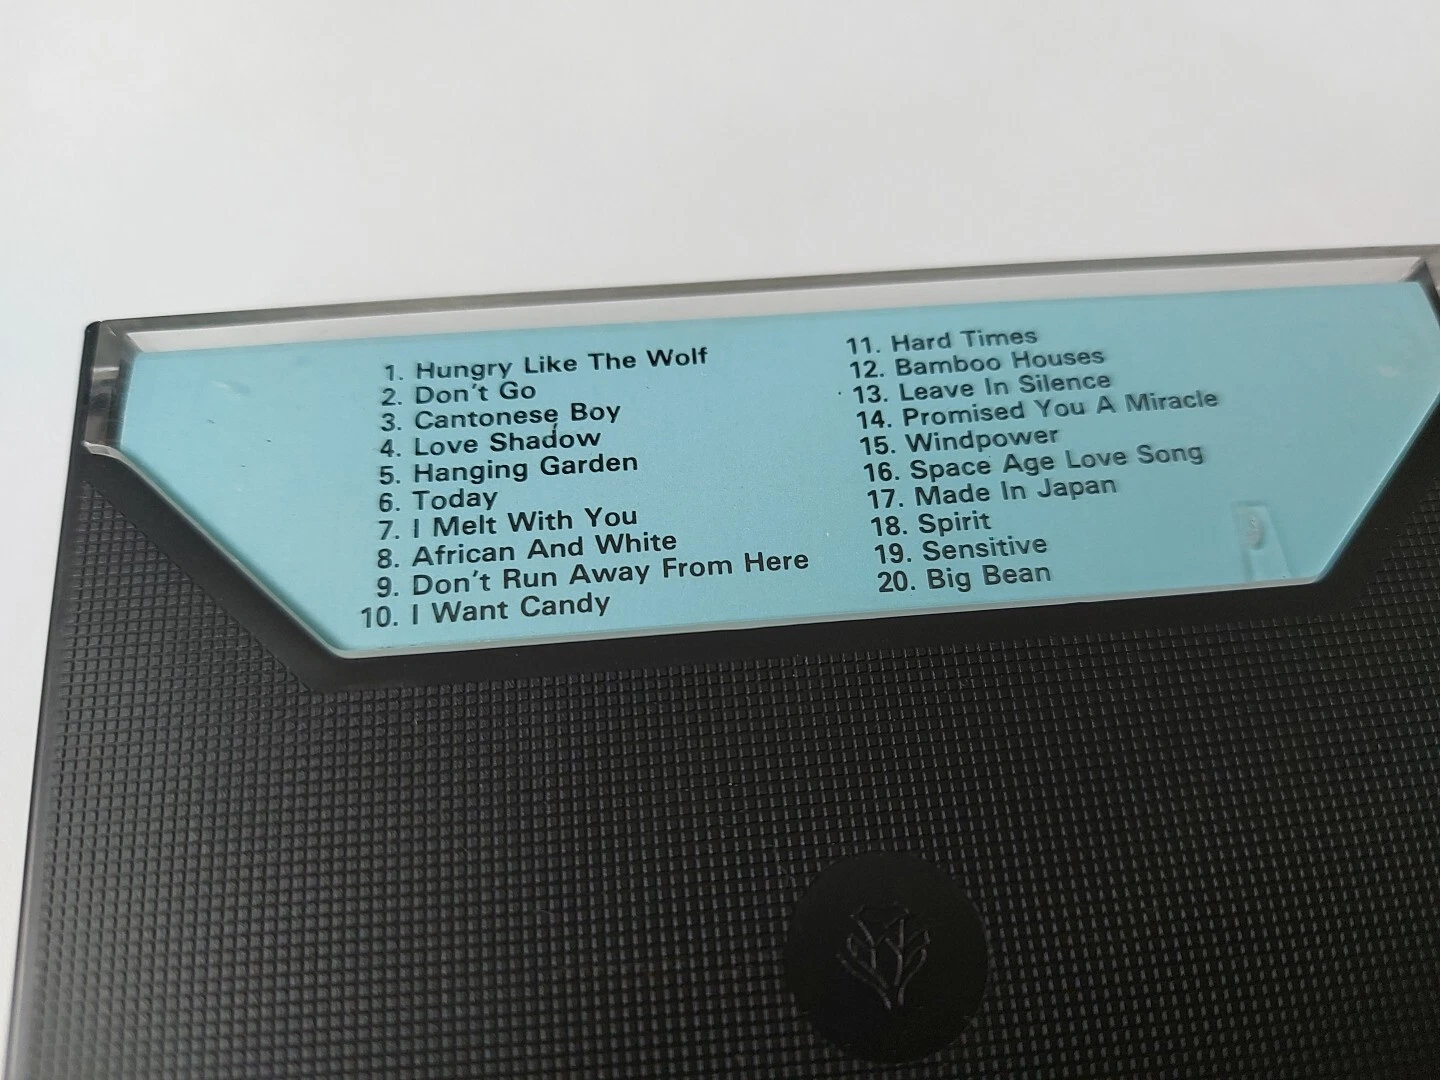 1. Hungry Like The Wolf
2. Don't Go
3. Cantonese Boy
4. Love Shadow
5. Hanging Garden
6. Today
7. I Melt With You
8. African And White
9. Don't Run Away From Here
10. I Want Candy
11. Hard Times
12. Bamboo Houses
13. Leave In Silence
14. Promised You A Miracle
15. Windpower
16. Space Age Love Song
17. Made In Japan
18. Spirit
19. Sensitive
20. Big Bean